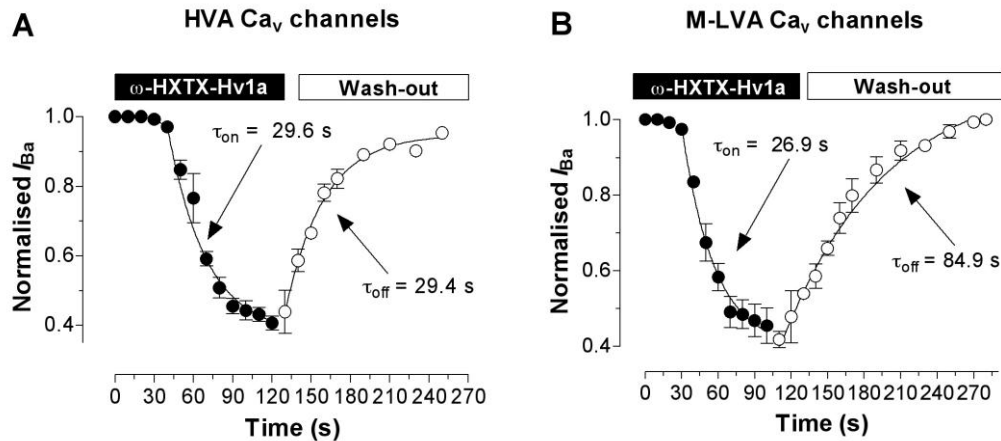 A
HVA Cav channels
ω-HXTX-Hv1a
Wash-out
1.0
0.8
0.6
0.4
Normalised IBa
τon = 29.6 s
τoff = 29.4 s
0 30 60 90 120 150 180 210 240 270
Time (s)
B
M-LVA Cav channels
ω-HXTX-Hv1a
Wash-out
1.0
0.8
0.6
0.4
Normalised IBa
τon = 26.9 s
τoff = 84.9 s
0 30 60 90 120 150 180 210 240 270
Time (s)